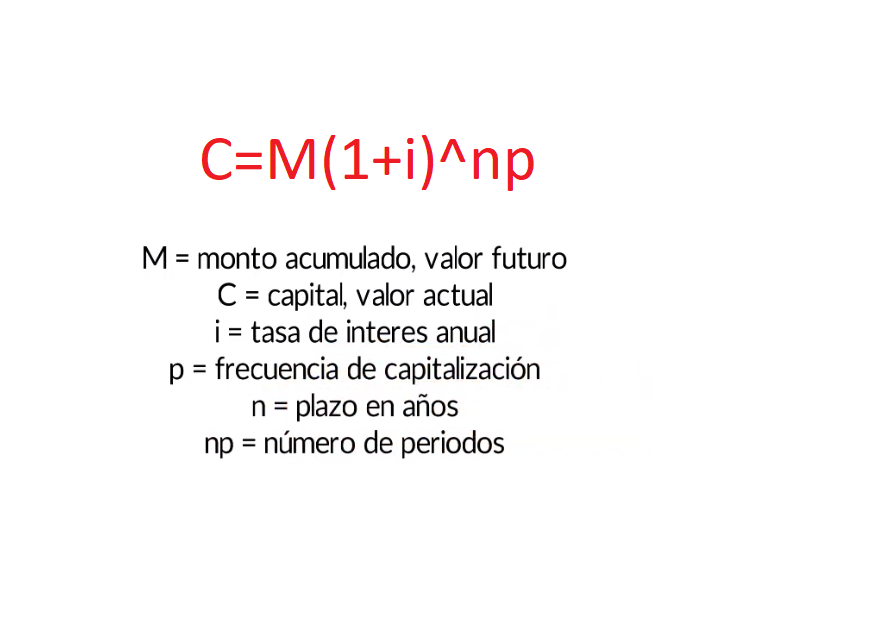 C=M(1+i)^np
M = monto acumulado, valor futuro
C = capital, valor actual
i = tasa de interes anual
p = frecuencia de capitalización
n = plazo en años
np = número de periodos